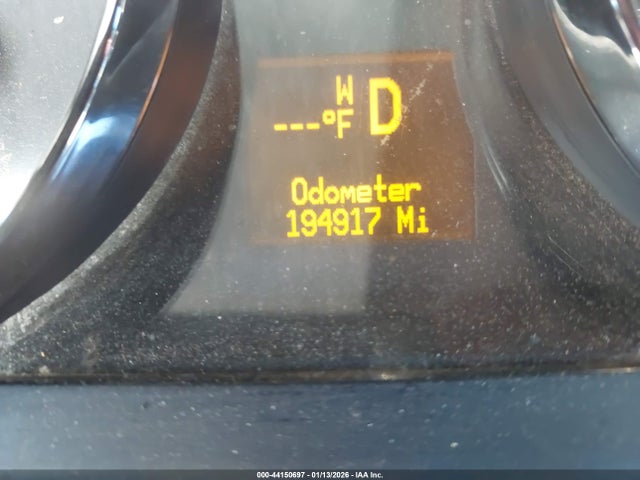 W
---°F D
Odometer
194917 Mi
000-44150697 - 01/13/2026 - IAA Inc.